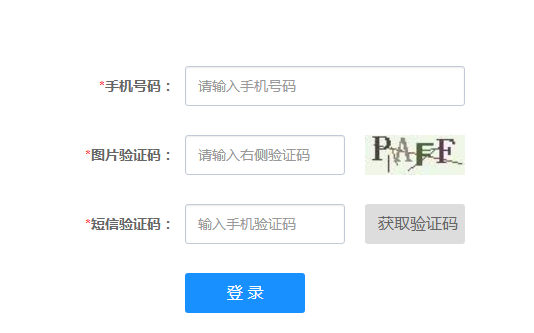 *手机号码： 请输入手机号码
*图片验证码： 请输入右侧验证码 PAFF
*短信验证码： 输入手机验证码 获取验证码
登 录